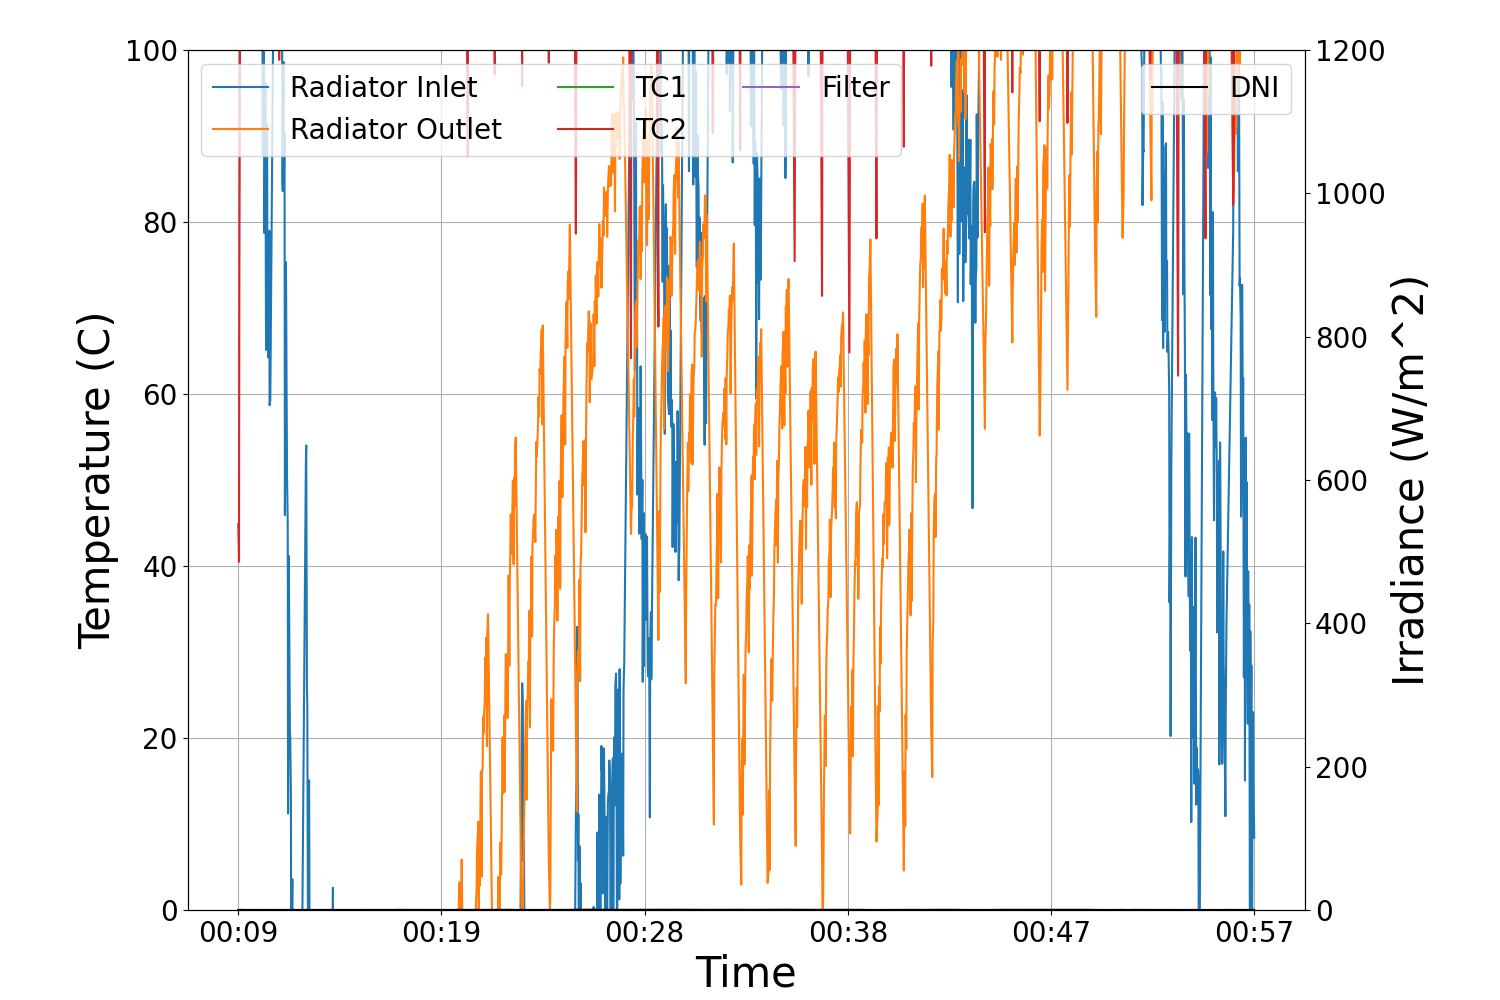 100
80
60
40
20
0
Temperature (C)
Radiator Inlet
Radiator Outlet
TC1
TC2
Filter
DNI
1200
1000
800
600
400
200
0
Irradiance (W/m^2)
00:09 00:19 00:28 00:38 00:47 00:57
Time